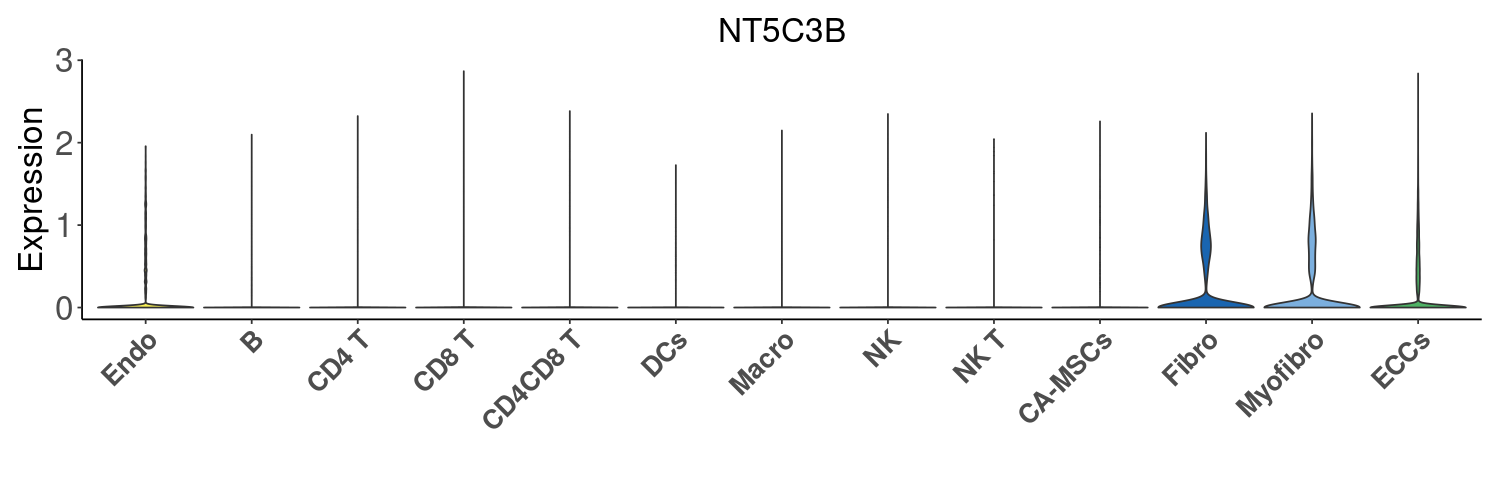 NT5C3B
Expression
3
2
1
0
Endo
B
CD4 T
CD8 T
CD4CD8 T
DCs
Macro
NK
NK T
CA-MSCs
Fibro
Myofibro
ECCs